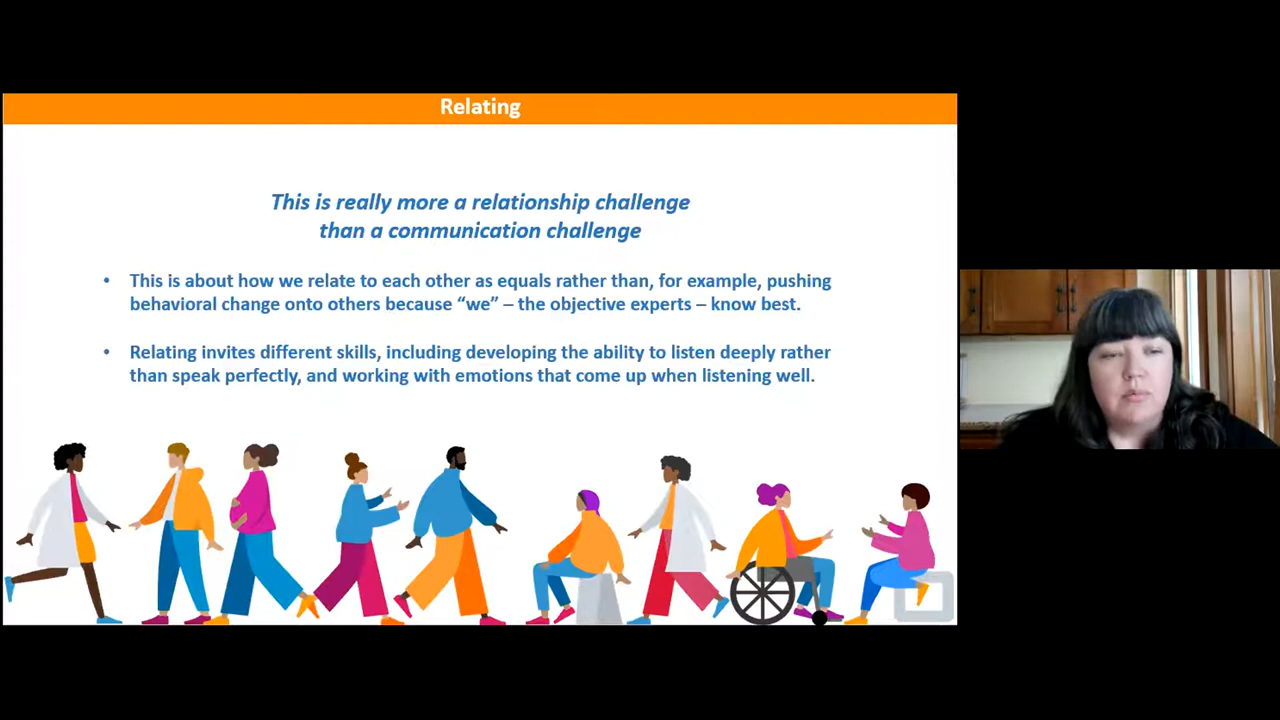 Relating
This is really more a relationship challenge
than a communication challenge
• This is about how we relate to each other as equals rather than, for example, pushing
behavioral change onto others because “we” – the objective experts – know best.
• Relating invites different skills, including developing the ability to listen deeply rather
than speak perfectly, and working with emotions that come up when listening well.